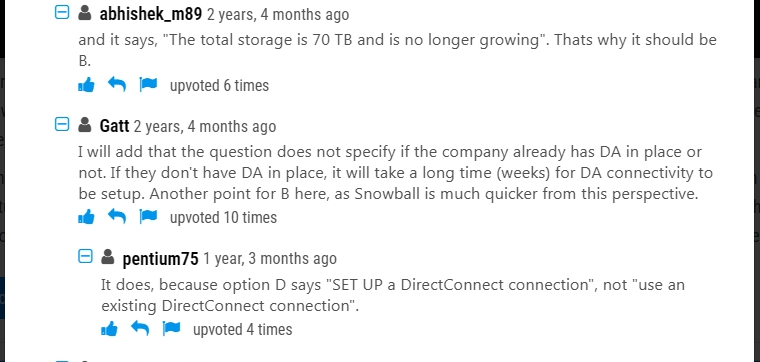 abhishek_m89 2 years, 4 months ago
and it says, "The total storage is 70 TB and is no longer growing". Thats why it should be
B.
upvoted 6 times
Gatt 2 years, 4 months ago
I will add that the question does not specify if the company already has DA in place or
not. If they don't have DA in place, it will take a long time (weeks) for DA connectivity to
be setup. Another point for B here, as Snowball is much quicker from this perspective.
upvoted 10 times
pentium75 1 year, 3 months ago
It does, because option D says "SET UP a DirectConnect connection", not "use an
existing DirectConnect connection".
upvoted 4 times